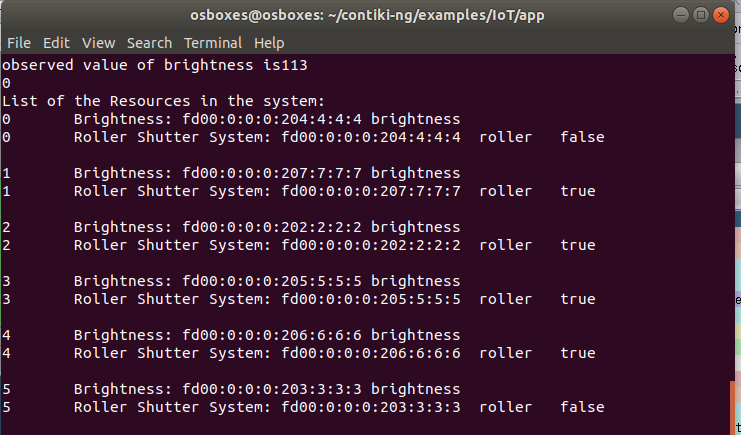 osboxes@osboxes: ~/contiki-ng/examples/IoT/app
File Edit View Search Terminal Help
observed value of brightness is113
0
List of the Resources in the system:
0 Brightness: fd00:0:0:0:204:4:4:4 brightness
0 Roller Shutter System: fd00:0:0:0:204:4:4:4 roller false
1 Brightness: fd00:0:0:0:207:7:7:7 brightness
1 Roller Shutter System: fd00:0:0:0:207:7:7:7 roller true
2 Brightness: fd00:0:0:0:202:2:2:2 brightness
2 Roller Shutter System: fd00:0:0:0:202:2:2:2 roller true
3 Brightness: fd00:0:0:0:205:5:5:5 brightness
3 Roller Shutter System: fd00:0:0:0:205:5:5:5 roller true
4 Brightness: fd00:0:0:0:206:6:6:6 brightness
4 Roller Shutter System: fd00:0:0:0:206:6:6:6 roller true
5 Brightness: fd00:0:0:0:203:3:3:3 brightness
5 Roller Shutter System: fd00:0:0:0:203:3:3:3 roller false